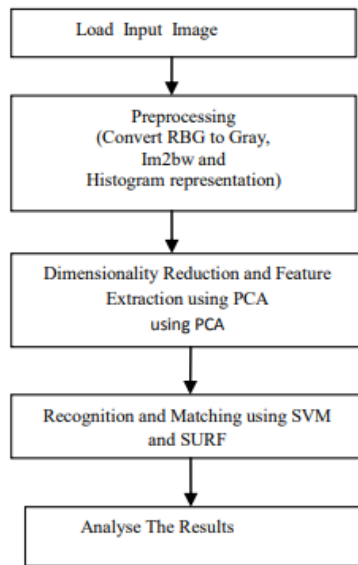 Load Input Image
Preprocessing
(Convert RBG to Gray,
Im2bw and
Histogram representation)
Dimensionality Reduction and Feature
Extraction using PCA
using PCA
Recognition and Matching using SVM
and SURF
Analyse The Results